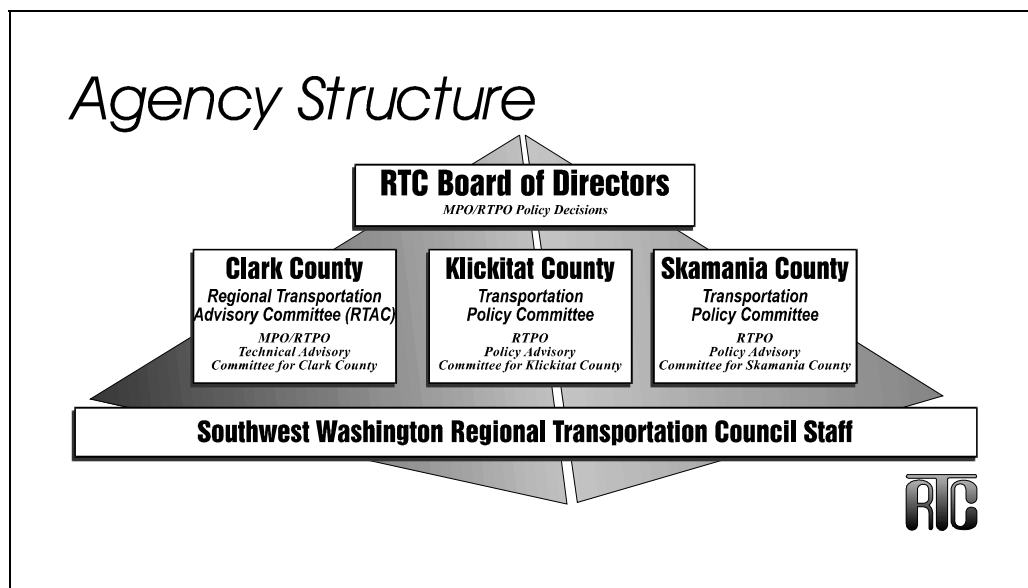 Agency Structure
RTC Board of Directors
MPO/RTPO Policy Decisions
Clark County
Regional Transportation
Advisory Committee (RTAC)
MPO/RTPO
Technical Advisory
Committee for Clark County
Klickitat County
Transportation
Policy Committee
RTPO
Policy Advisory
Committee for Klickitat County
Skamania County
Transportation
Policy Committee
RTPO
Policy Advisory
Committee for Skamania County
Southwest Washington Regional Transportation Council Staff
RTC